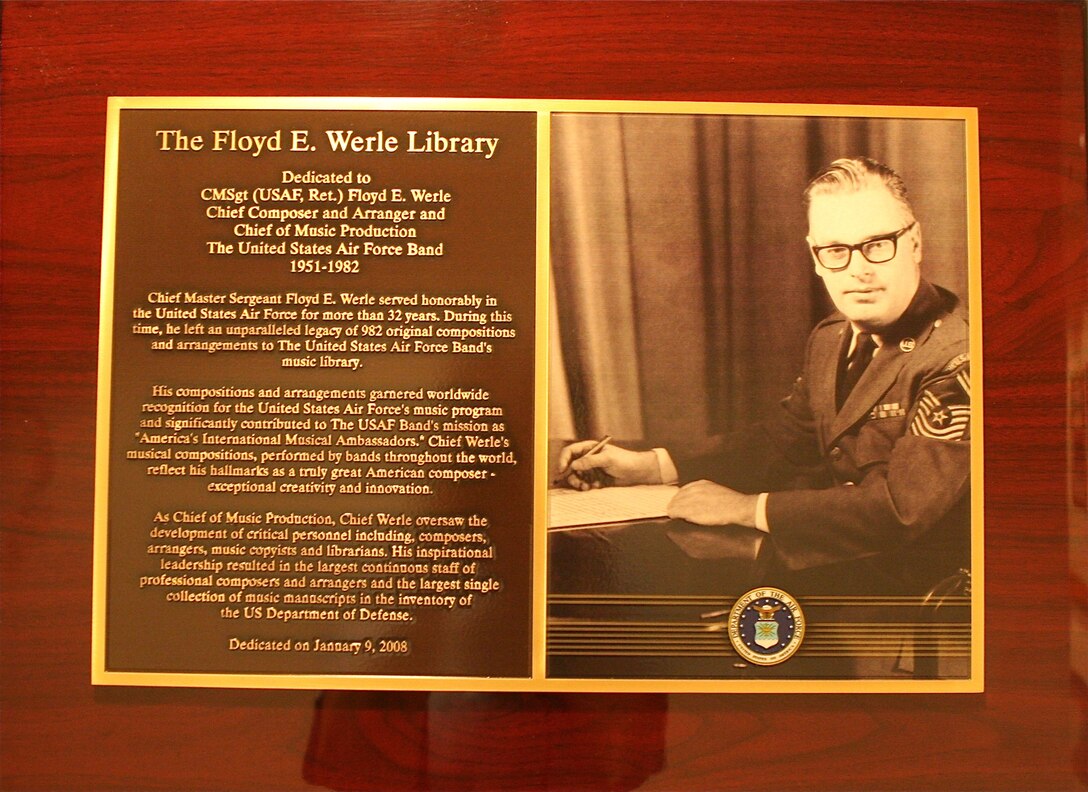 The Floyd E. Werle Library
Dedicated to
CMSgt (USAF, Ret.) Floyd E. Werle
Chief Composer and Arranger and
Chief of Music Production
The United States Air Force Band
1951-1982
Chief Master Sergeant Floyd E. Werle served honorably in
the United States Air Force for more than 32 years. During this
time, he left an unparalleled legacy of 982 original compositions
and arrangements to The United States Air Force Band's
music library.
His compositions and arrangements garnered worldwide
recognition for the United States Air Force's music program
and significantly contributed to The USAF Band's mission as
"America's International Musical Ambassadors." Chief Werle's
musical compositions, performed by bands throughout the world,
reflect his hallmarks as a truly great American composer -
exceptional creativity and innovation.
As Chief of Music Production, Chief Werle oversaw the
development of critical personnel including, composers,
arrangers, music copyists and librarians. His inspirational
leadership resulted in the largest continuous staff of
professional composers and arrangers and the largest single
collection of music manuscripts in the inventory of
the US Department of Defense.
Dedicated on January 9, 2008
DEPARTMENT OF THE AIR FORCE
UNITED STATES OF AMERICA